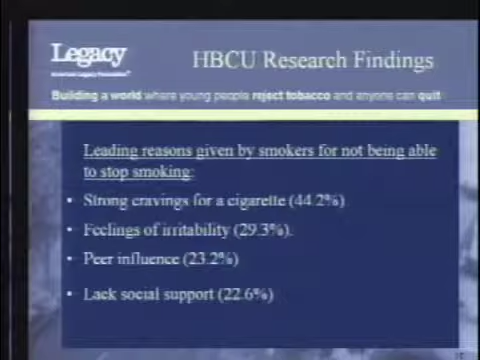 Legacy
HBCU Research Findings
American Legacy Foundation
Building a world where young people reject tobacco and anyone can quit
Leading reasons given by smokers for not being able
to stop smoking:
• Strong cravings for a cigarette (44.2%)
• Feelings of irritability (29.3%).
• Peer influence (23.2%)
• Lack social support (22.6%)